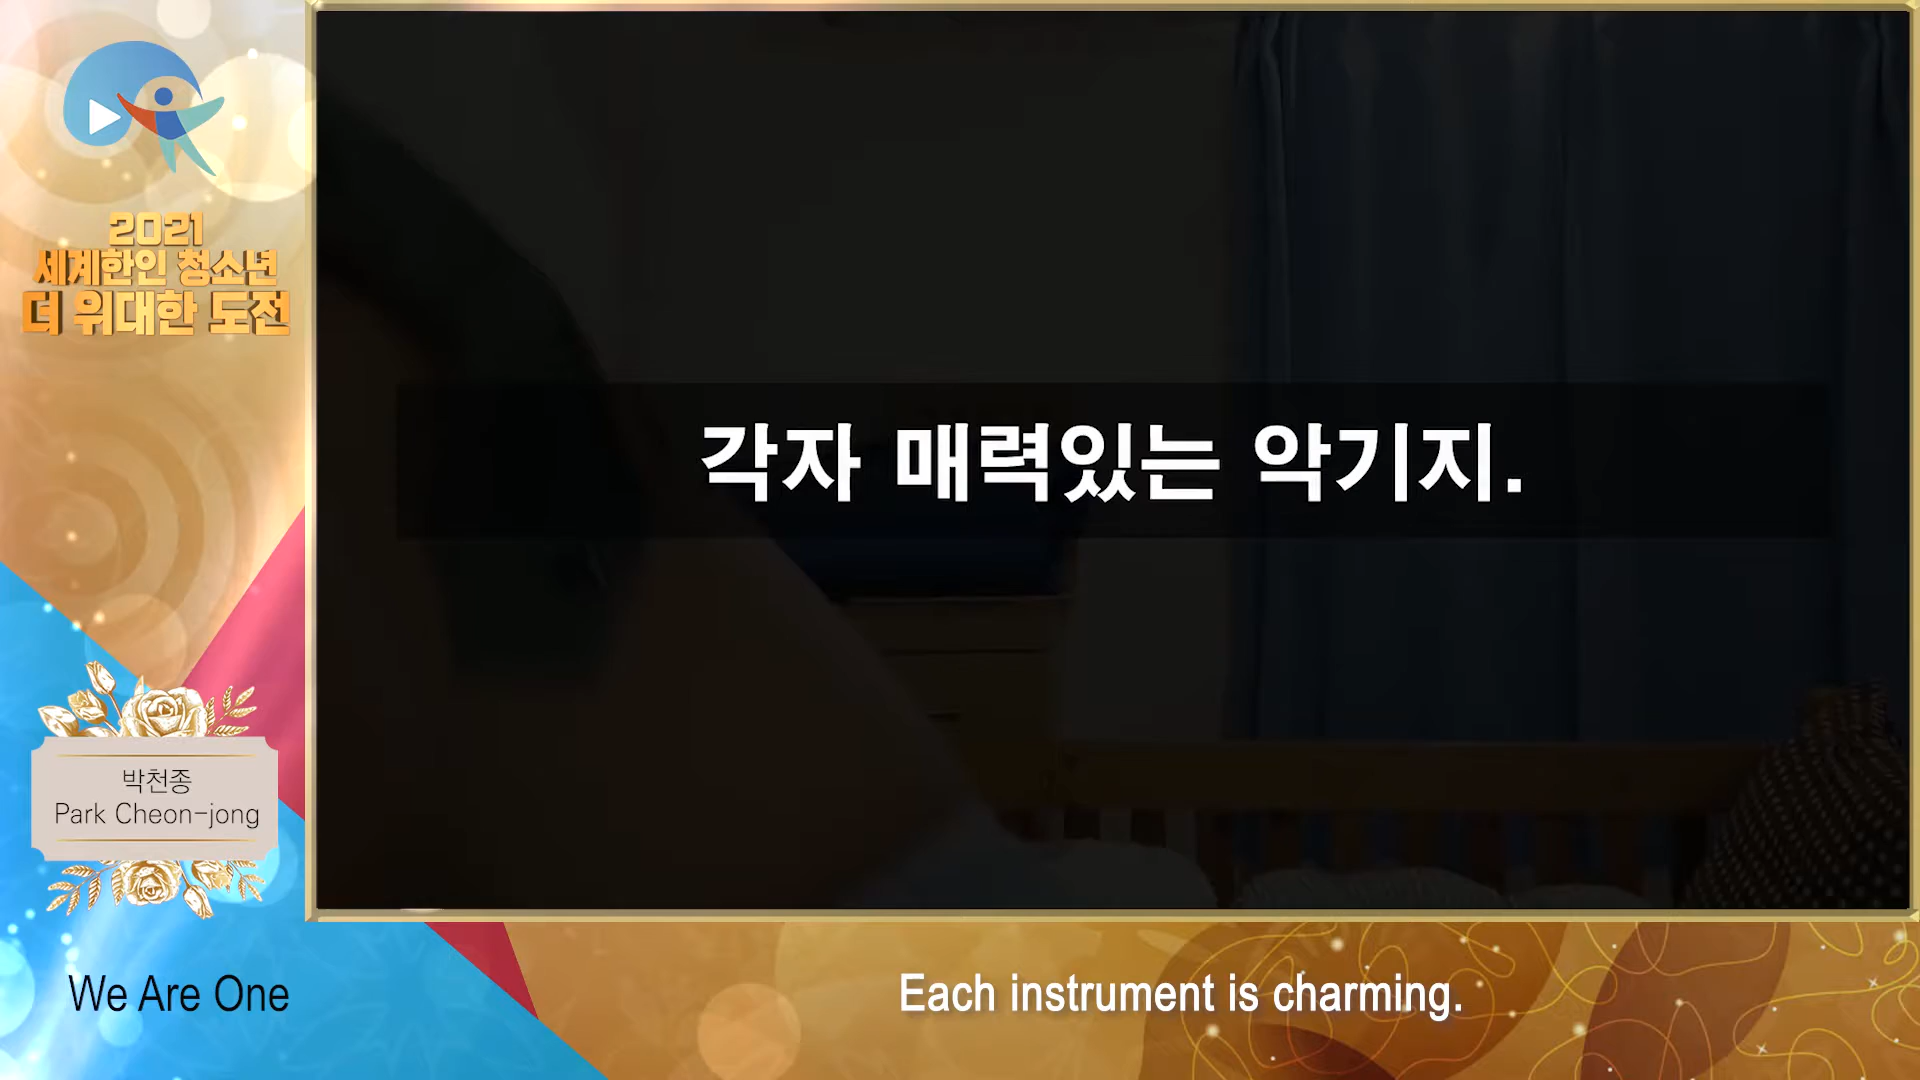 2021
세계한인 청소년
더 위대한 도전
각자 매력있는 악기지.
박천종
Park Cheon-jong
We Are One
Each instrument is charming.